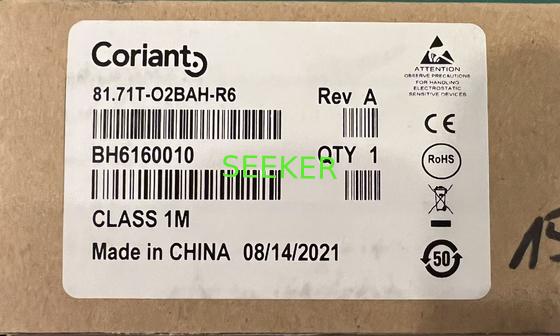 Coriant
81.71T-O2BAH-R6 Rev A
BH6160010 QTY 1
SEEKER
CLASS 1M
Made in CHINA 08/14/2021
ATTENTION
OBSERVE PRECAUTIONS
FOR HANDLING
ELECTROSTATIC
SENSITIVE DEVICES
CE
RoHS
50